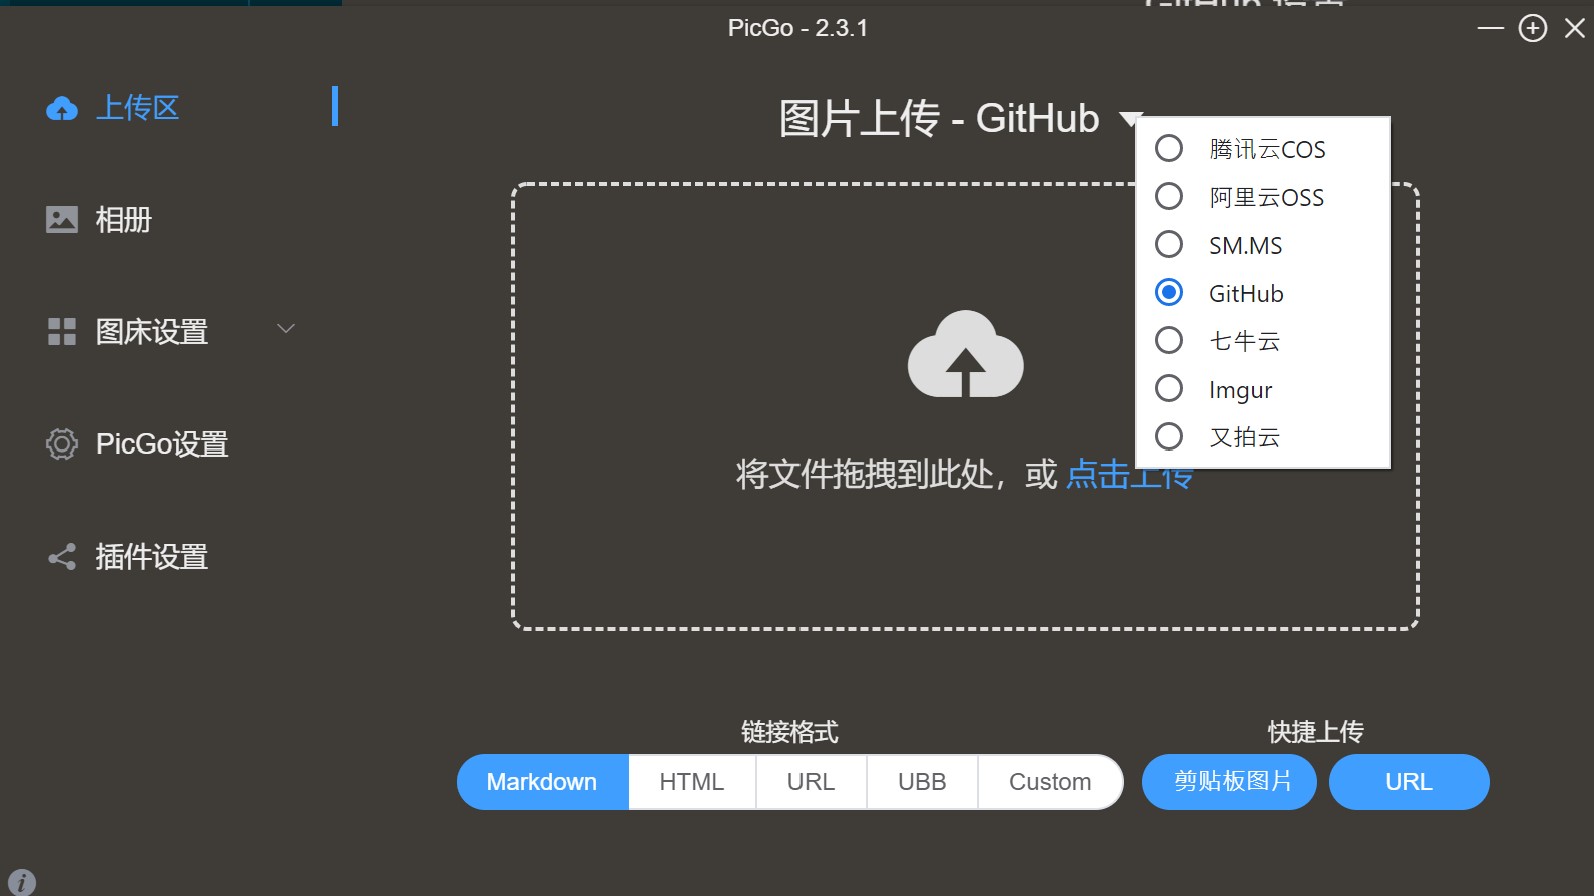 PicGo - 2.3.1
上传区
相册
图床设置
PicGo设置
插件设置
图片上传 - GitHub
腾讯云COS
阿里云OSS
SM.MS
GitHub
七牛云
Imgur
又拍云
将文件拖拽到此处，或 点击上传
链接格式
Markdown HTML URL UBB Custom
快捷上传
剪贴板图片 URL